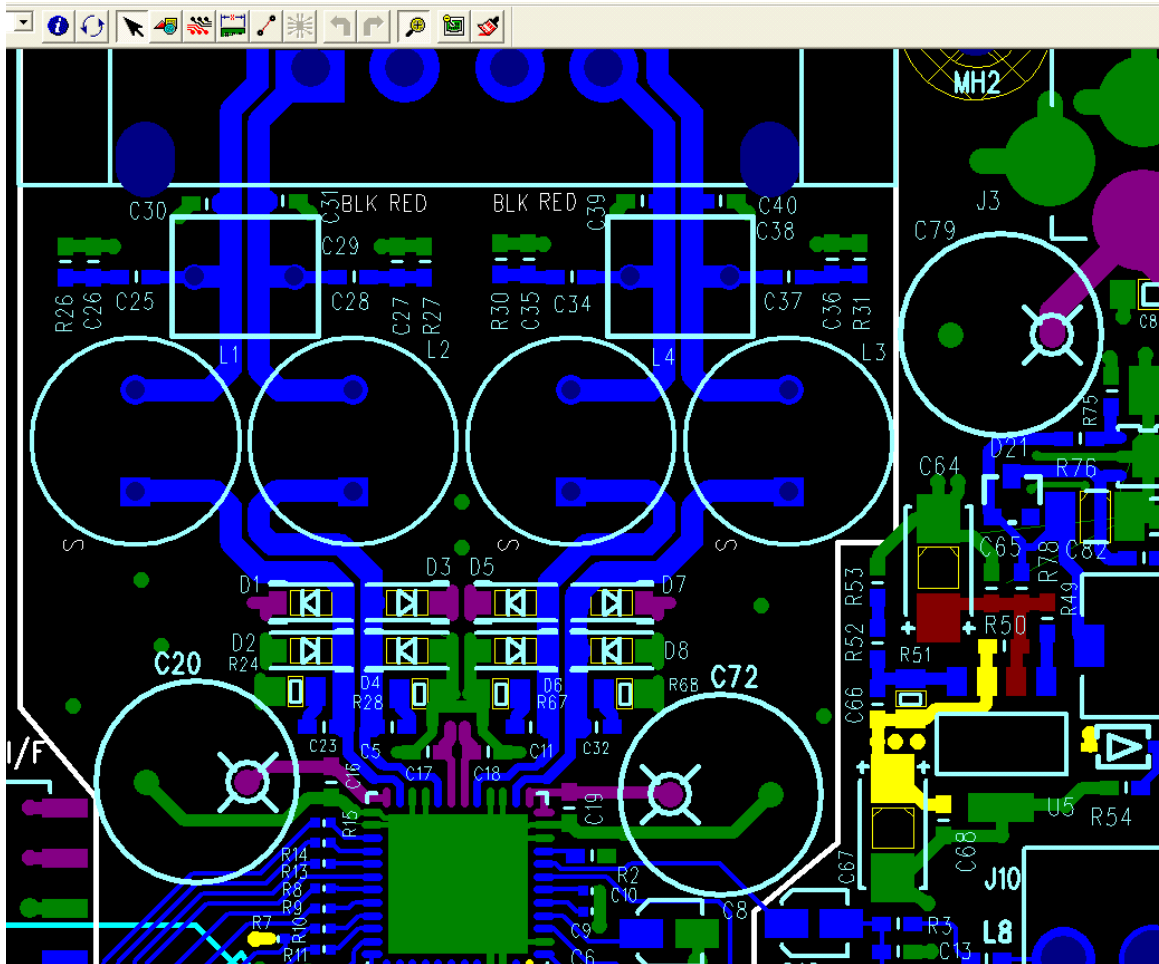 MH2
J3
C30
C31
BLK RED
BLK RED
C39
C40
C29
C38
C79
R26
C26
C25
C28
C27
R27
R30
C35
C34
C37
C36
R31
C8
L1
L2
L4
L3
R75
D21
C64
R76
S
S
C65
R78
C82
D1
D3
D5
D7
R53
R49
D2
D8
R52
R50
R24
C20
C72
R51
D4
D6
R28
R67
R68
C66
I/F
C23
C5
C11
C32
C17
C18
C16
C19
R15
U5
R54
R14
R13
R2
C67
C68
R8
R9
C10
C8
J10
R7
R10
C9
R3
L8
R11
C6
C13